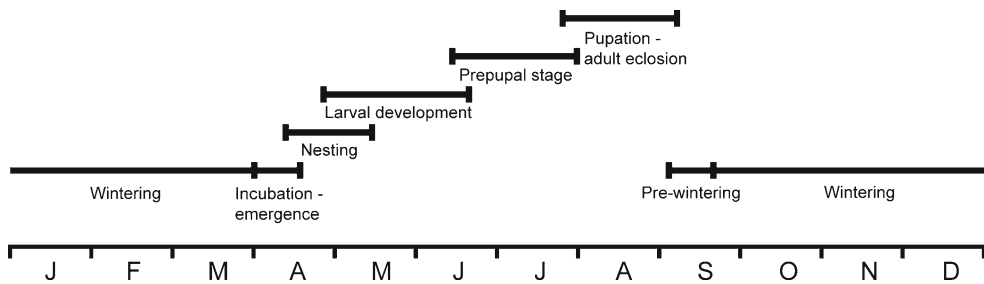 Pupation -
adult eclosion
Prepupal stage
Larval development
Nesting
Wintering
Incubation -
emergence
Pre-wintering
Wintering
J F M A M J J A S O N D